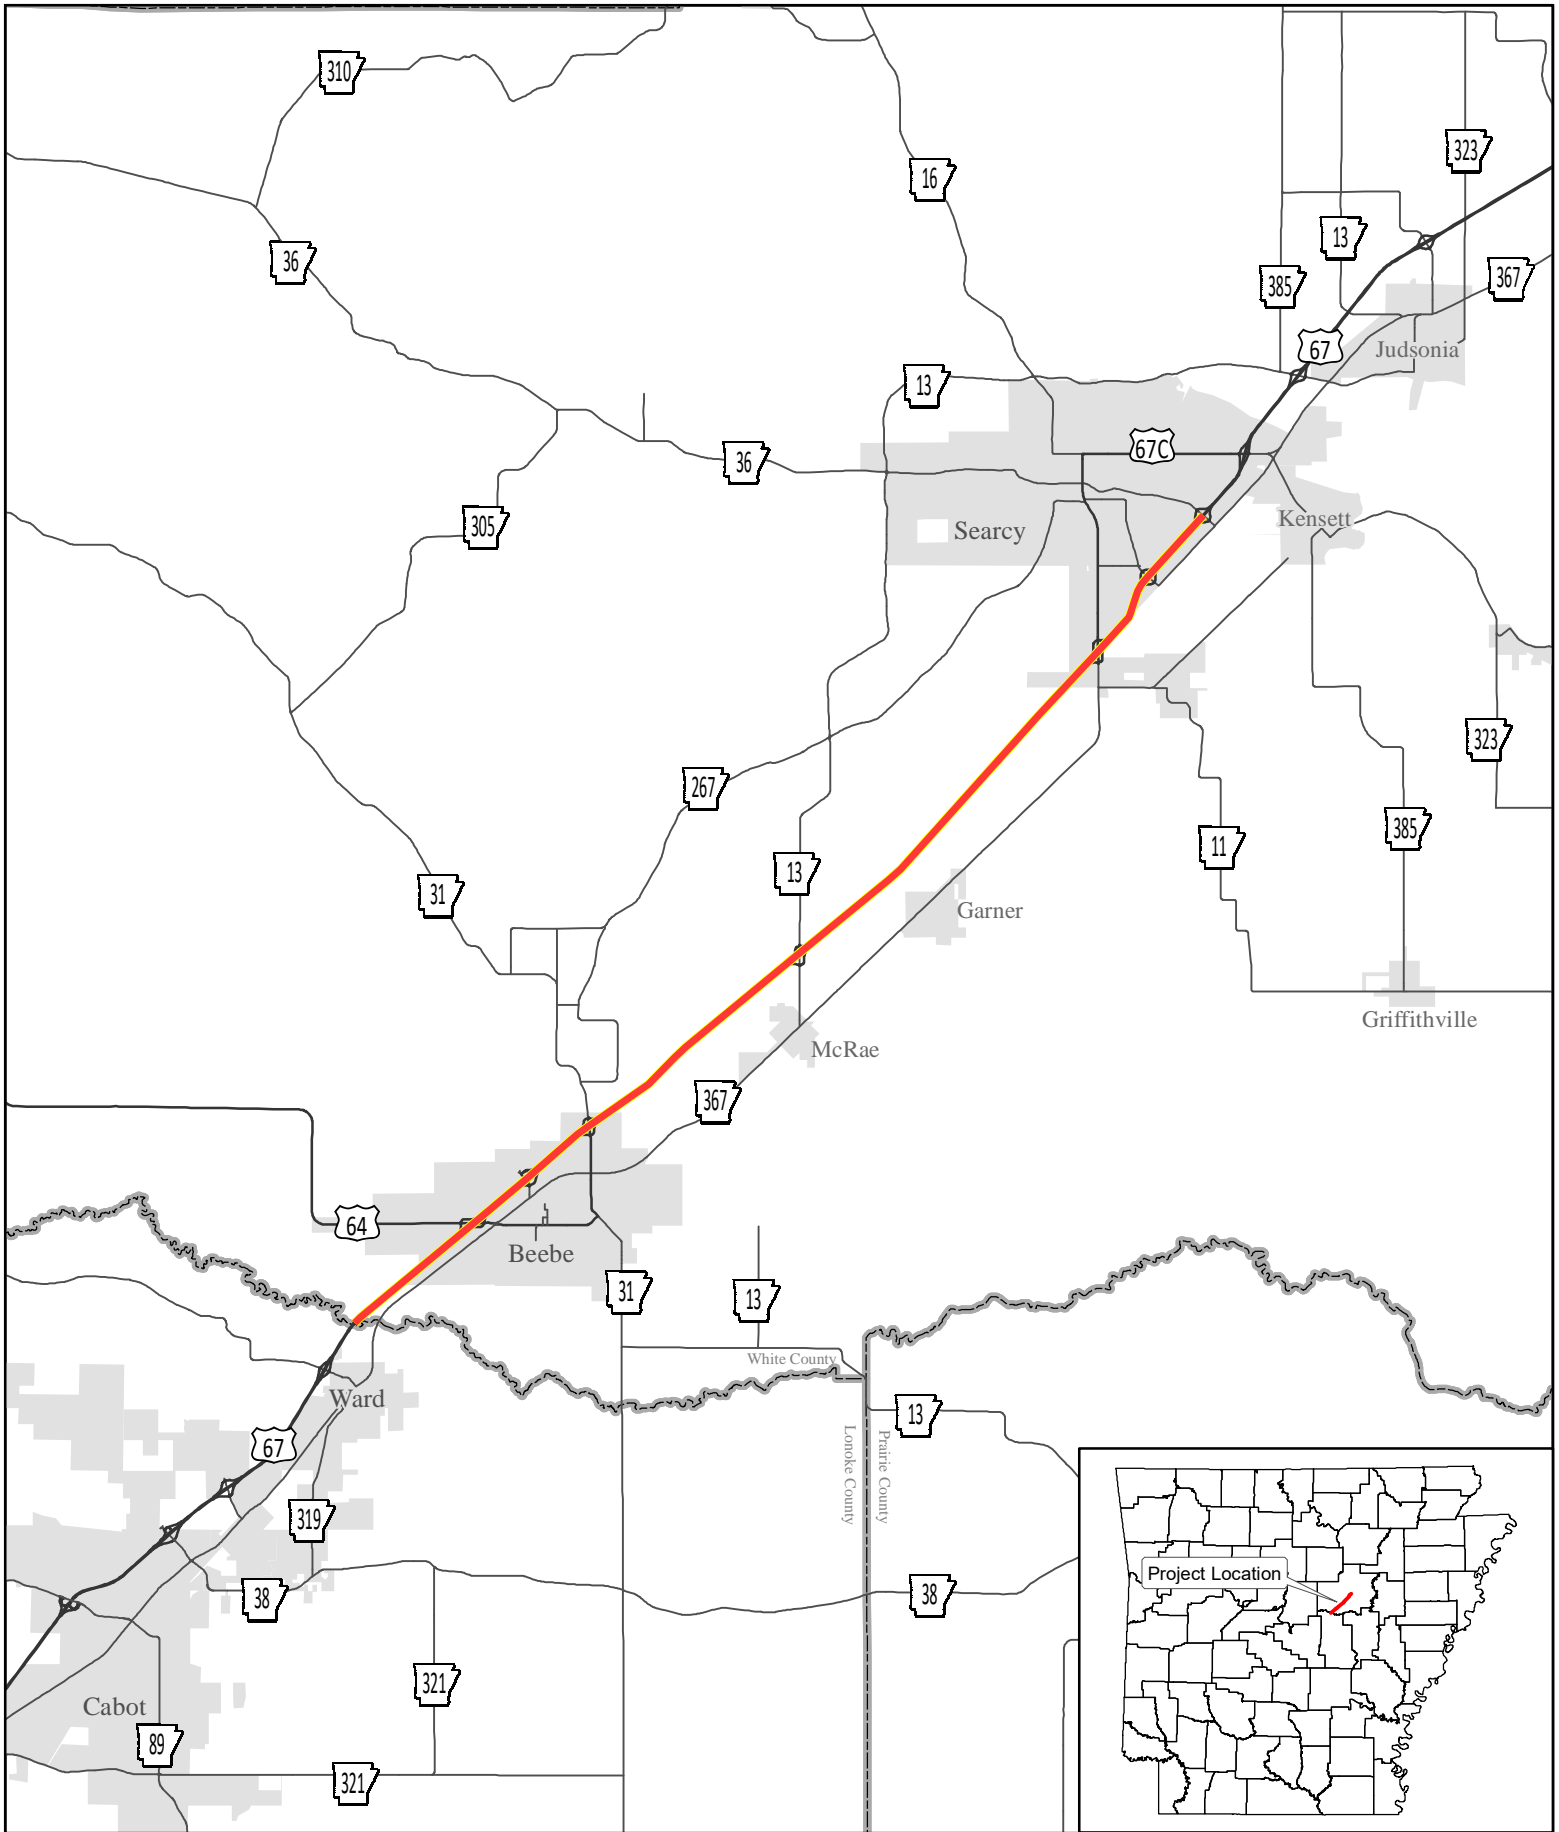 310
323
16
13
36
385
367
67
Judsonia
13
67C
36
305
Kensett
Searcy
323
267
385
11
13
31
Garner
Griffithville
McRae
367
64
Beebe
31
13
White County
Ward
13
67
Lonoke County
Prairie County
319
Project Location
38
38
321
Cabot
89
321